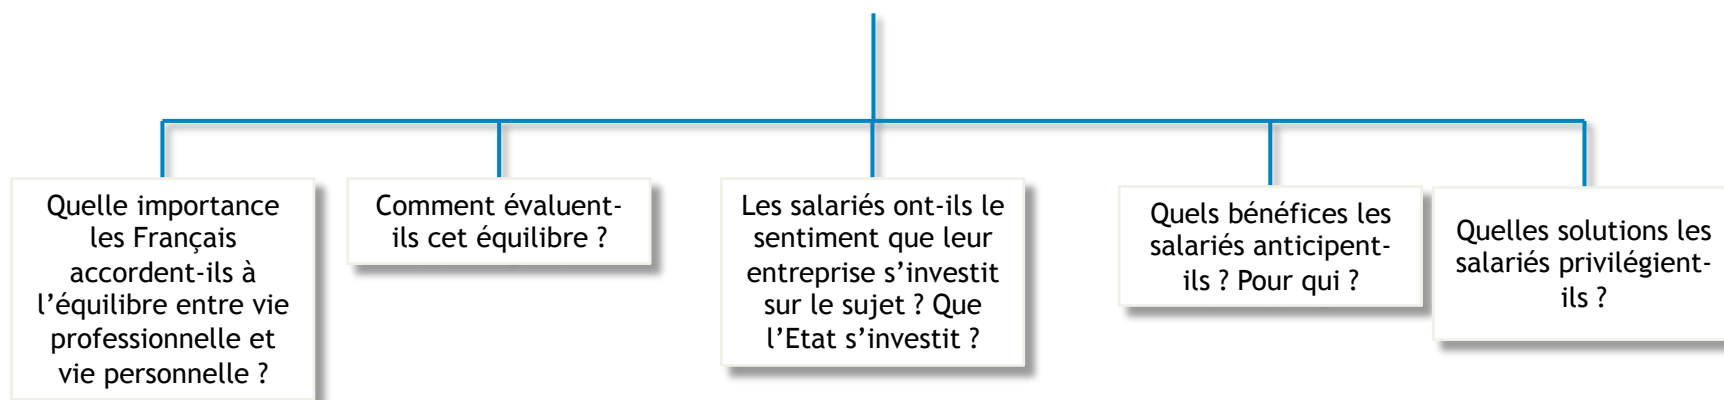 Quelle importance
les Français
accordent-ils à
l’équilibre entre vie
professionnelle et
vie personnelle ?
Comment évaluent-
ils cet équilibre ?
Les salariés ont-ils le
sentiment que leur
entreprise s’investit
sur le sujet ? Que
l’Etat s’investit ?
Quels bénéfices les
salariés anticipent-
ils ? Pour qui ?
Quelles solutions les
salariés privilégient-
ils ?